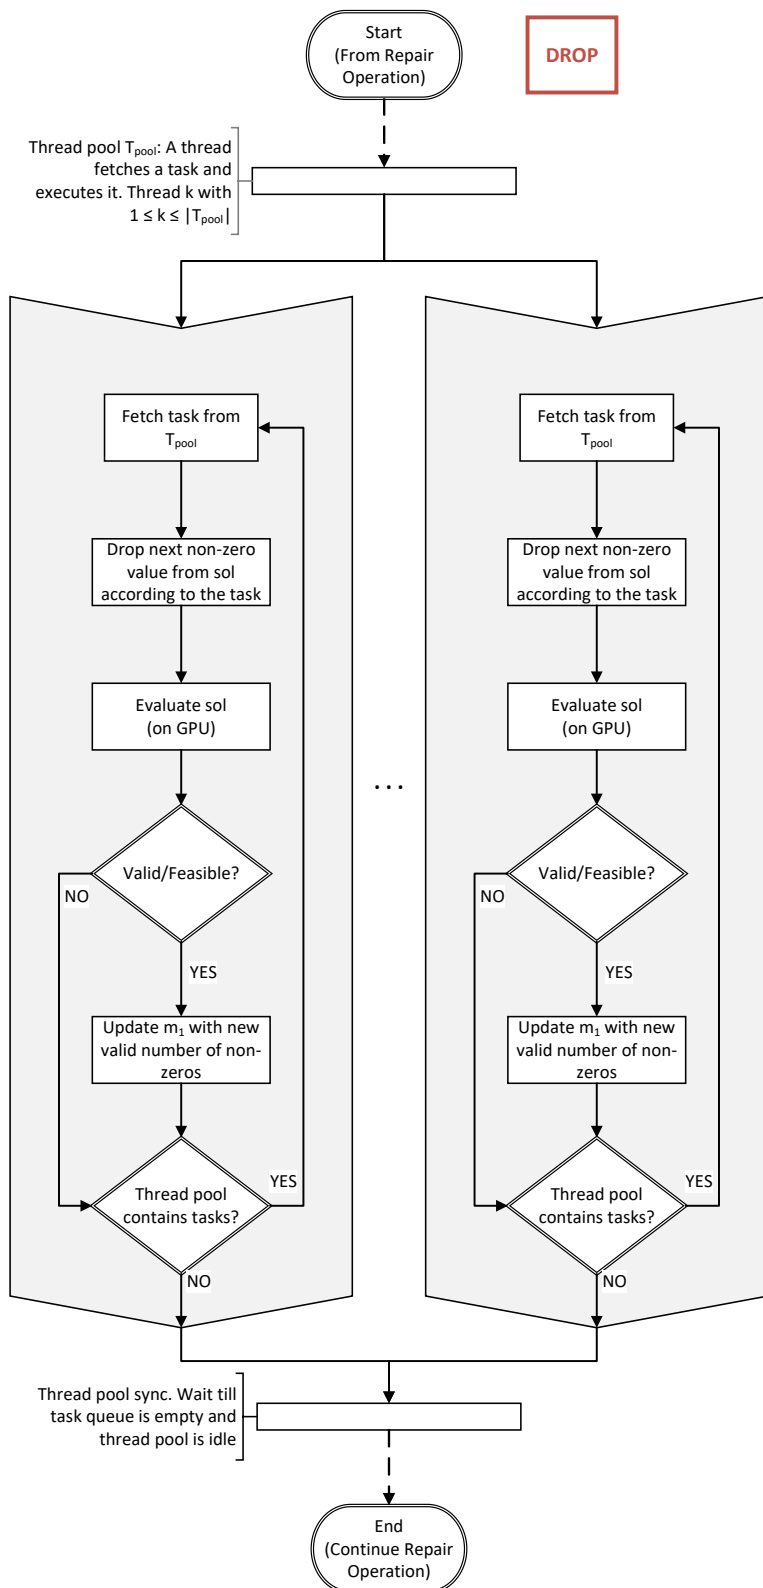 Start
(From Repair
Operation)
DROP
Thread pool Tpool: A thread
fetches a task and
executes it. Thread k with
1 ≤ k ≤ |Tpool|
Fetch task from
Tpool
Drop next non-zero
value from sol
according to the task
Evaluate sol
(on GPU)
Valid/Feasible?
NO
YES
Update m1 with new
valid number of non-
zeros
Thread pool
contains tasks?
YES
NO
...
Fetch task from
Tpool
Drop next non-zero
value from sol
according to the task
Evaluate sol
(on GPU)
Valid/Feasible?
NO
YES
Update m1 with new
valid number of non-
zeros
Thread pool
contains tasks?
YES
NO
Thread pool sync. Wait till
task queue is empty and
thread pool is idle
End
(Continue Repair
Operation)